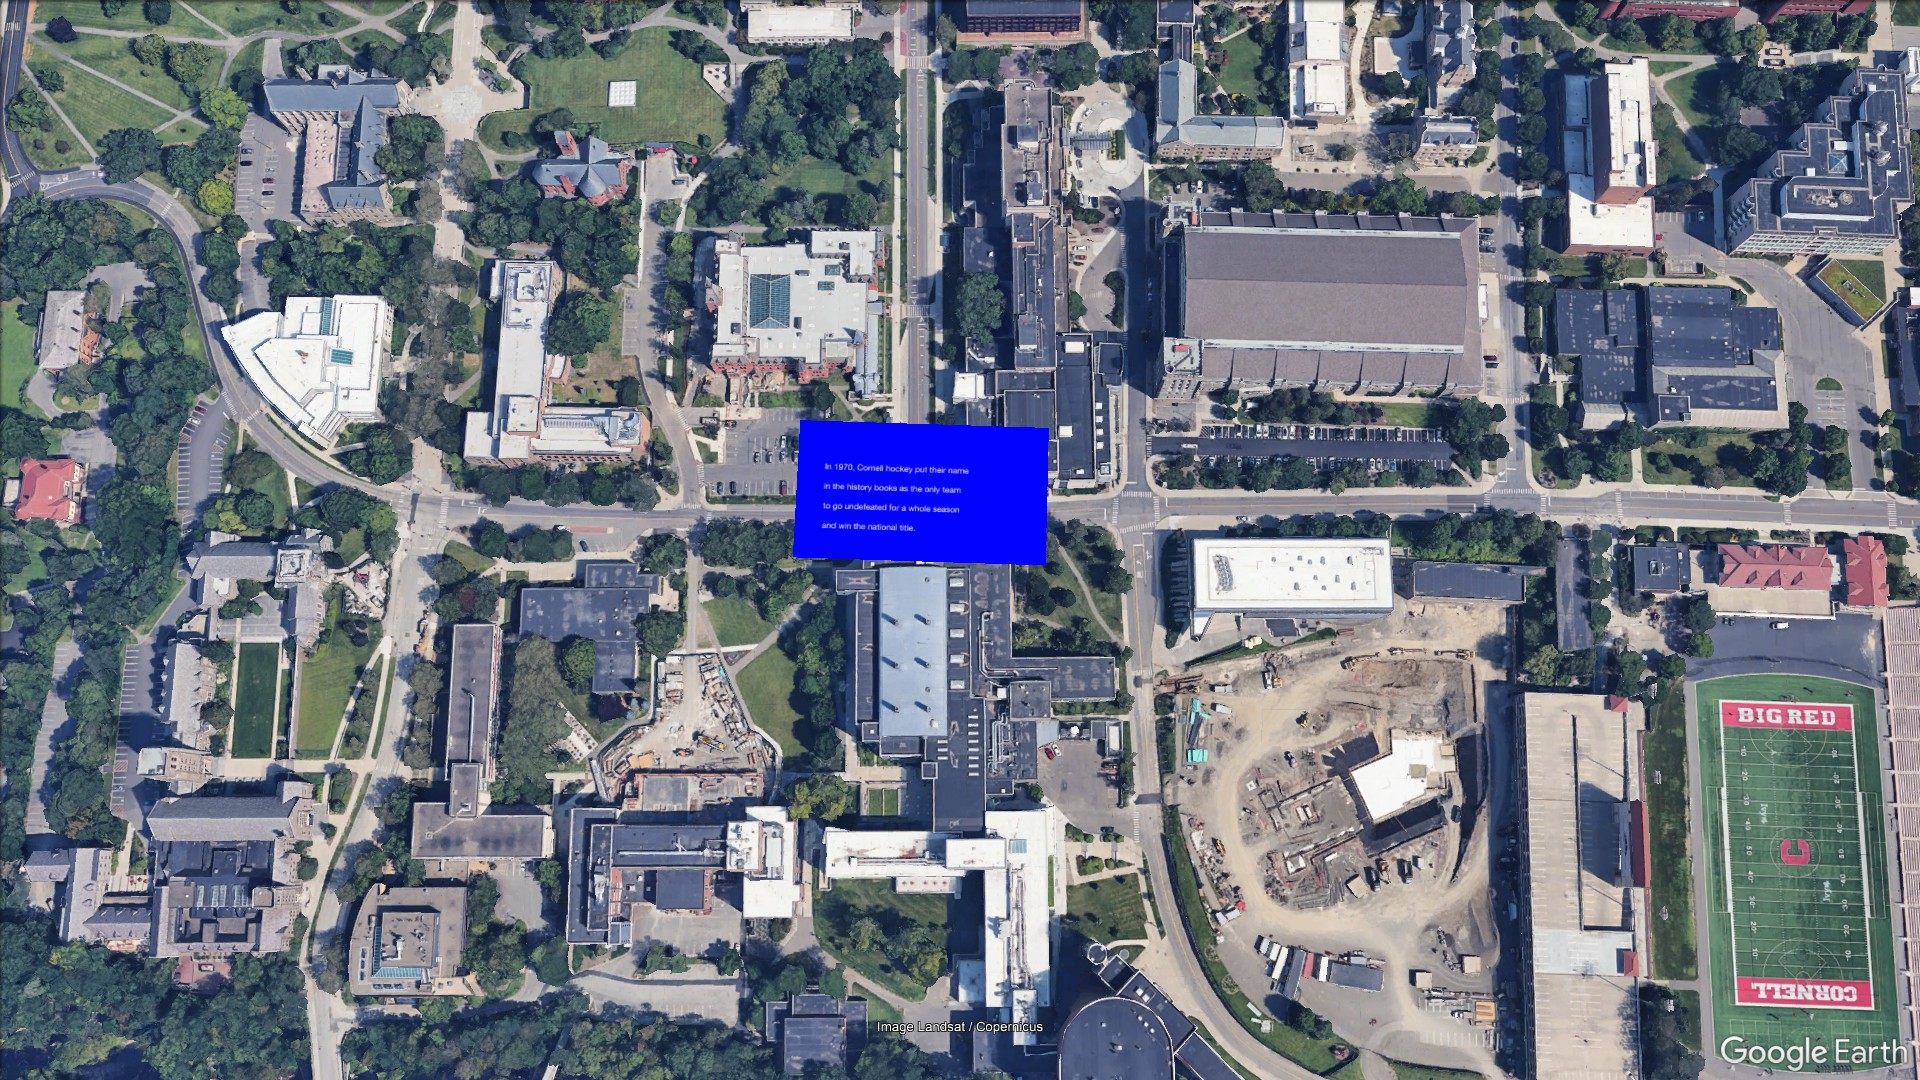 In 1970, Cornell hockey put their name
in the history books as the only team
to go undefeated for a whole season
and win the national title.
BIG RED
CORNELL
C
Image Landsat / Copernicus
Google Earth